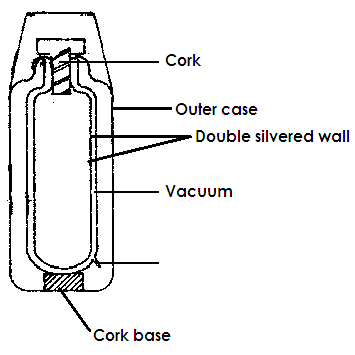 Cork
Outer case
Double silvered wall
Vacuum
Cork base